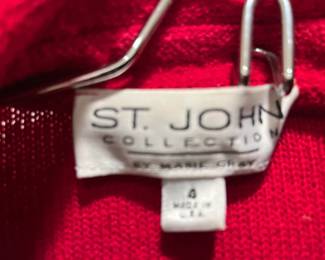 ST. JOHN
COLLECTION
BY MARIE GRAY
4
MADE IN
U.S.A.